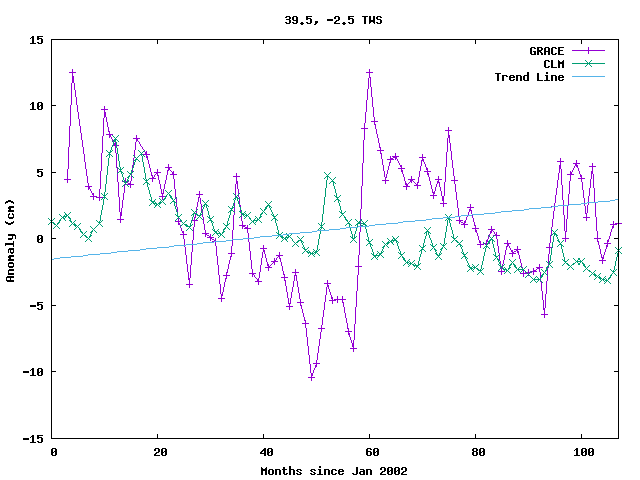 39.5, -2.5 TWS
GRACE
CLM
Trend Line
Anomaly (cm)
15
10
5
0
-5
-10
-15
0 20 40 60 80 100
Months since Jan 2002